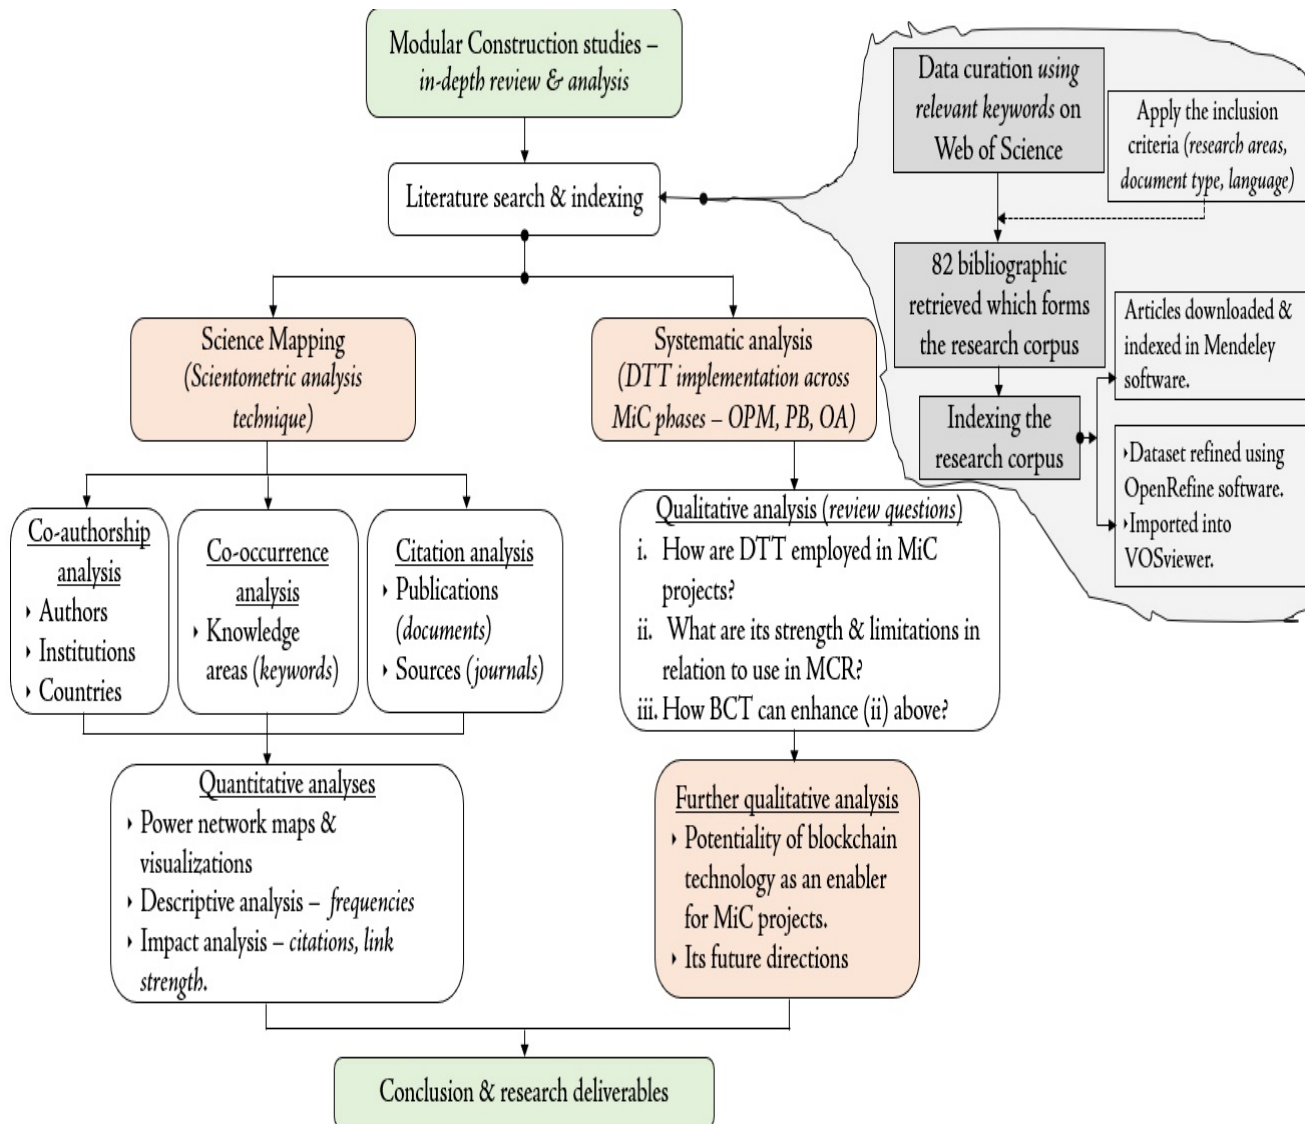 Modular Construction studies –
in-depth review & analysis
Literature search & indexing
Data curation using
relevant keywords on
Web of Science
Apply the inclusion
criteria (research areas,
document type, language)
82 bibliographic
retrieved which forms
the research corpus
Indexing the
research corpus
Articles downloaded &
indexed in Mendeley
software.
‣Dataset refined using
OpenRefine software.
‣Imported into
VOSviewer.
Science Mapping
(Scientometric analysis
technique)
Systematic analysis
(DTT implementation across
MiC phases – OPM, PB, OA)
Co-authorship
analysis
‣ Authors
‣ Institutions
‣ Countries
Co-occurrence
analysis
‣ Knowledge
areas (keywords)
Citation analysis
‣ Publications
(documents)
‣ Sources (journals)
Qualitative analysis (review questions)
i. How are DTT employed in MiC
projects?
ii. What are its strength & limitations in
relation to use in MCR?
iii. How BCT can enhance (ii) above?
Quantitative analyses
‣ Power network maps &
visualizations
‣ Descriptive analysis – frequencies
‣ Impact analysis – citations, link
strength.
Further qualitative analysis
‣ Potentiality of blockchain
technology as an enabler
for MiC projects.
‣ Its future directions
Conclusion & research deliverables